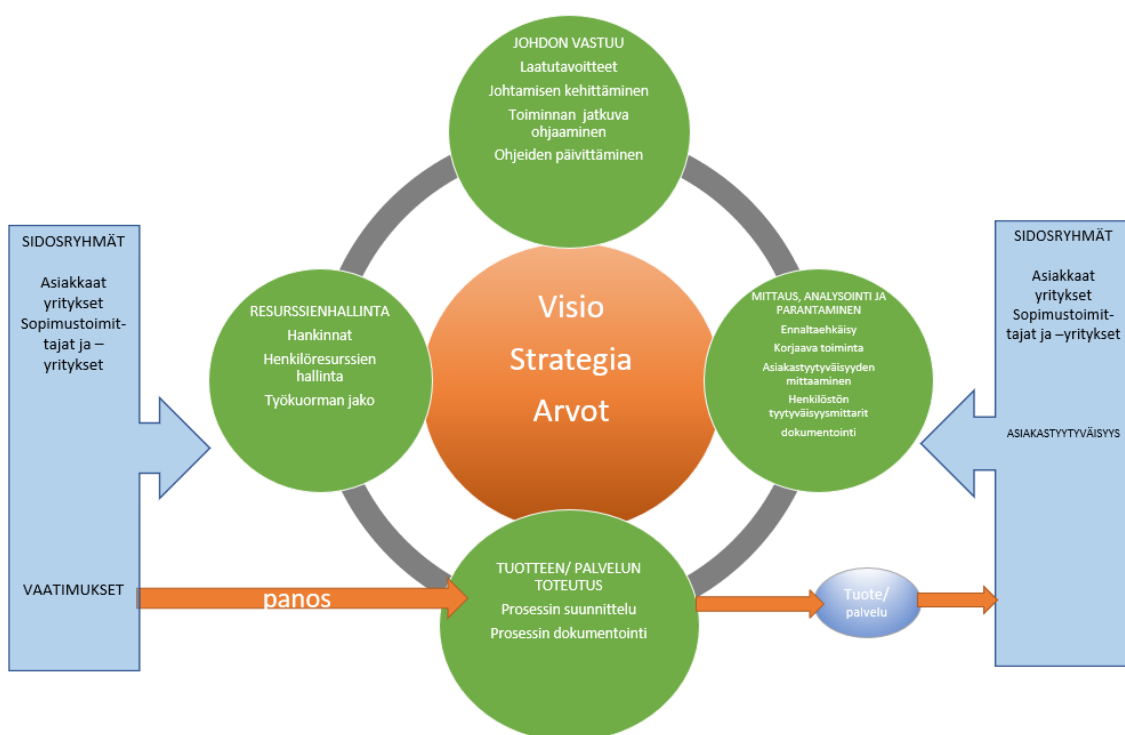 JOHDON VASTUU
Laatutavoitteet
Johtamisen kehittäminen
Toiminnan jatkuva
ohjaaminen
Ohjeiden päivittäminen
SIDOSRYHMÄT
Asiakkaat
yritykset
Sopimustoimit-
tajat ja –
yritykset
VAATIMUKSET
RESURSSIENHALLINTA
Hankinnat
Henkilöresurssien
hallinta
Työkuorman jako
Visio
Strategia
Arvot
MITTAUS, ANALYSOINTI JA
PARANTAMINEN
Ennaltaehkäisy
Korjaava toiminta
Asiakastyytyväisyyden
mittaaminen
Henkilöstön
tyytyväisyysmittarit
dokumentointi
SIDOSRYHMÄT
Asiakkaat
yritykset
Sopimustoimit-
tajat ja –yritykset
ASIAKASTYYTYVÄISYYS
panos
TUOTTEEN/ PALVELUN
TOTEUTUS
Prosessin suunnittelu
Prosessin dokumentointi
Tuote/
palvelu